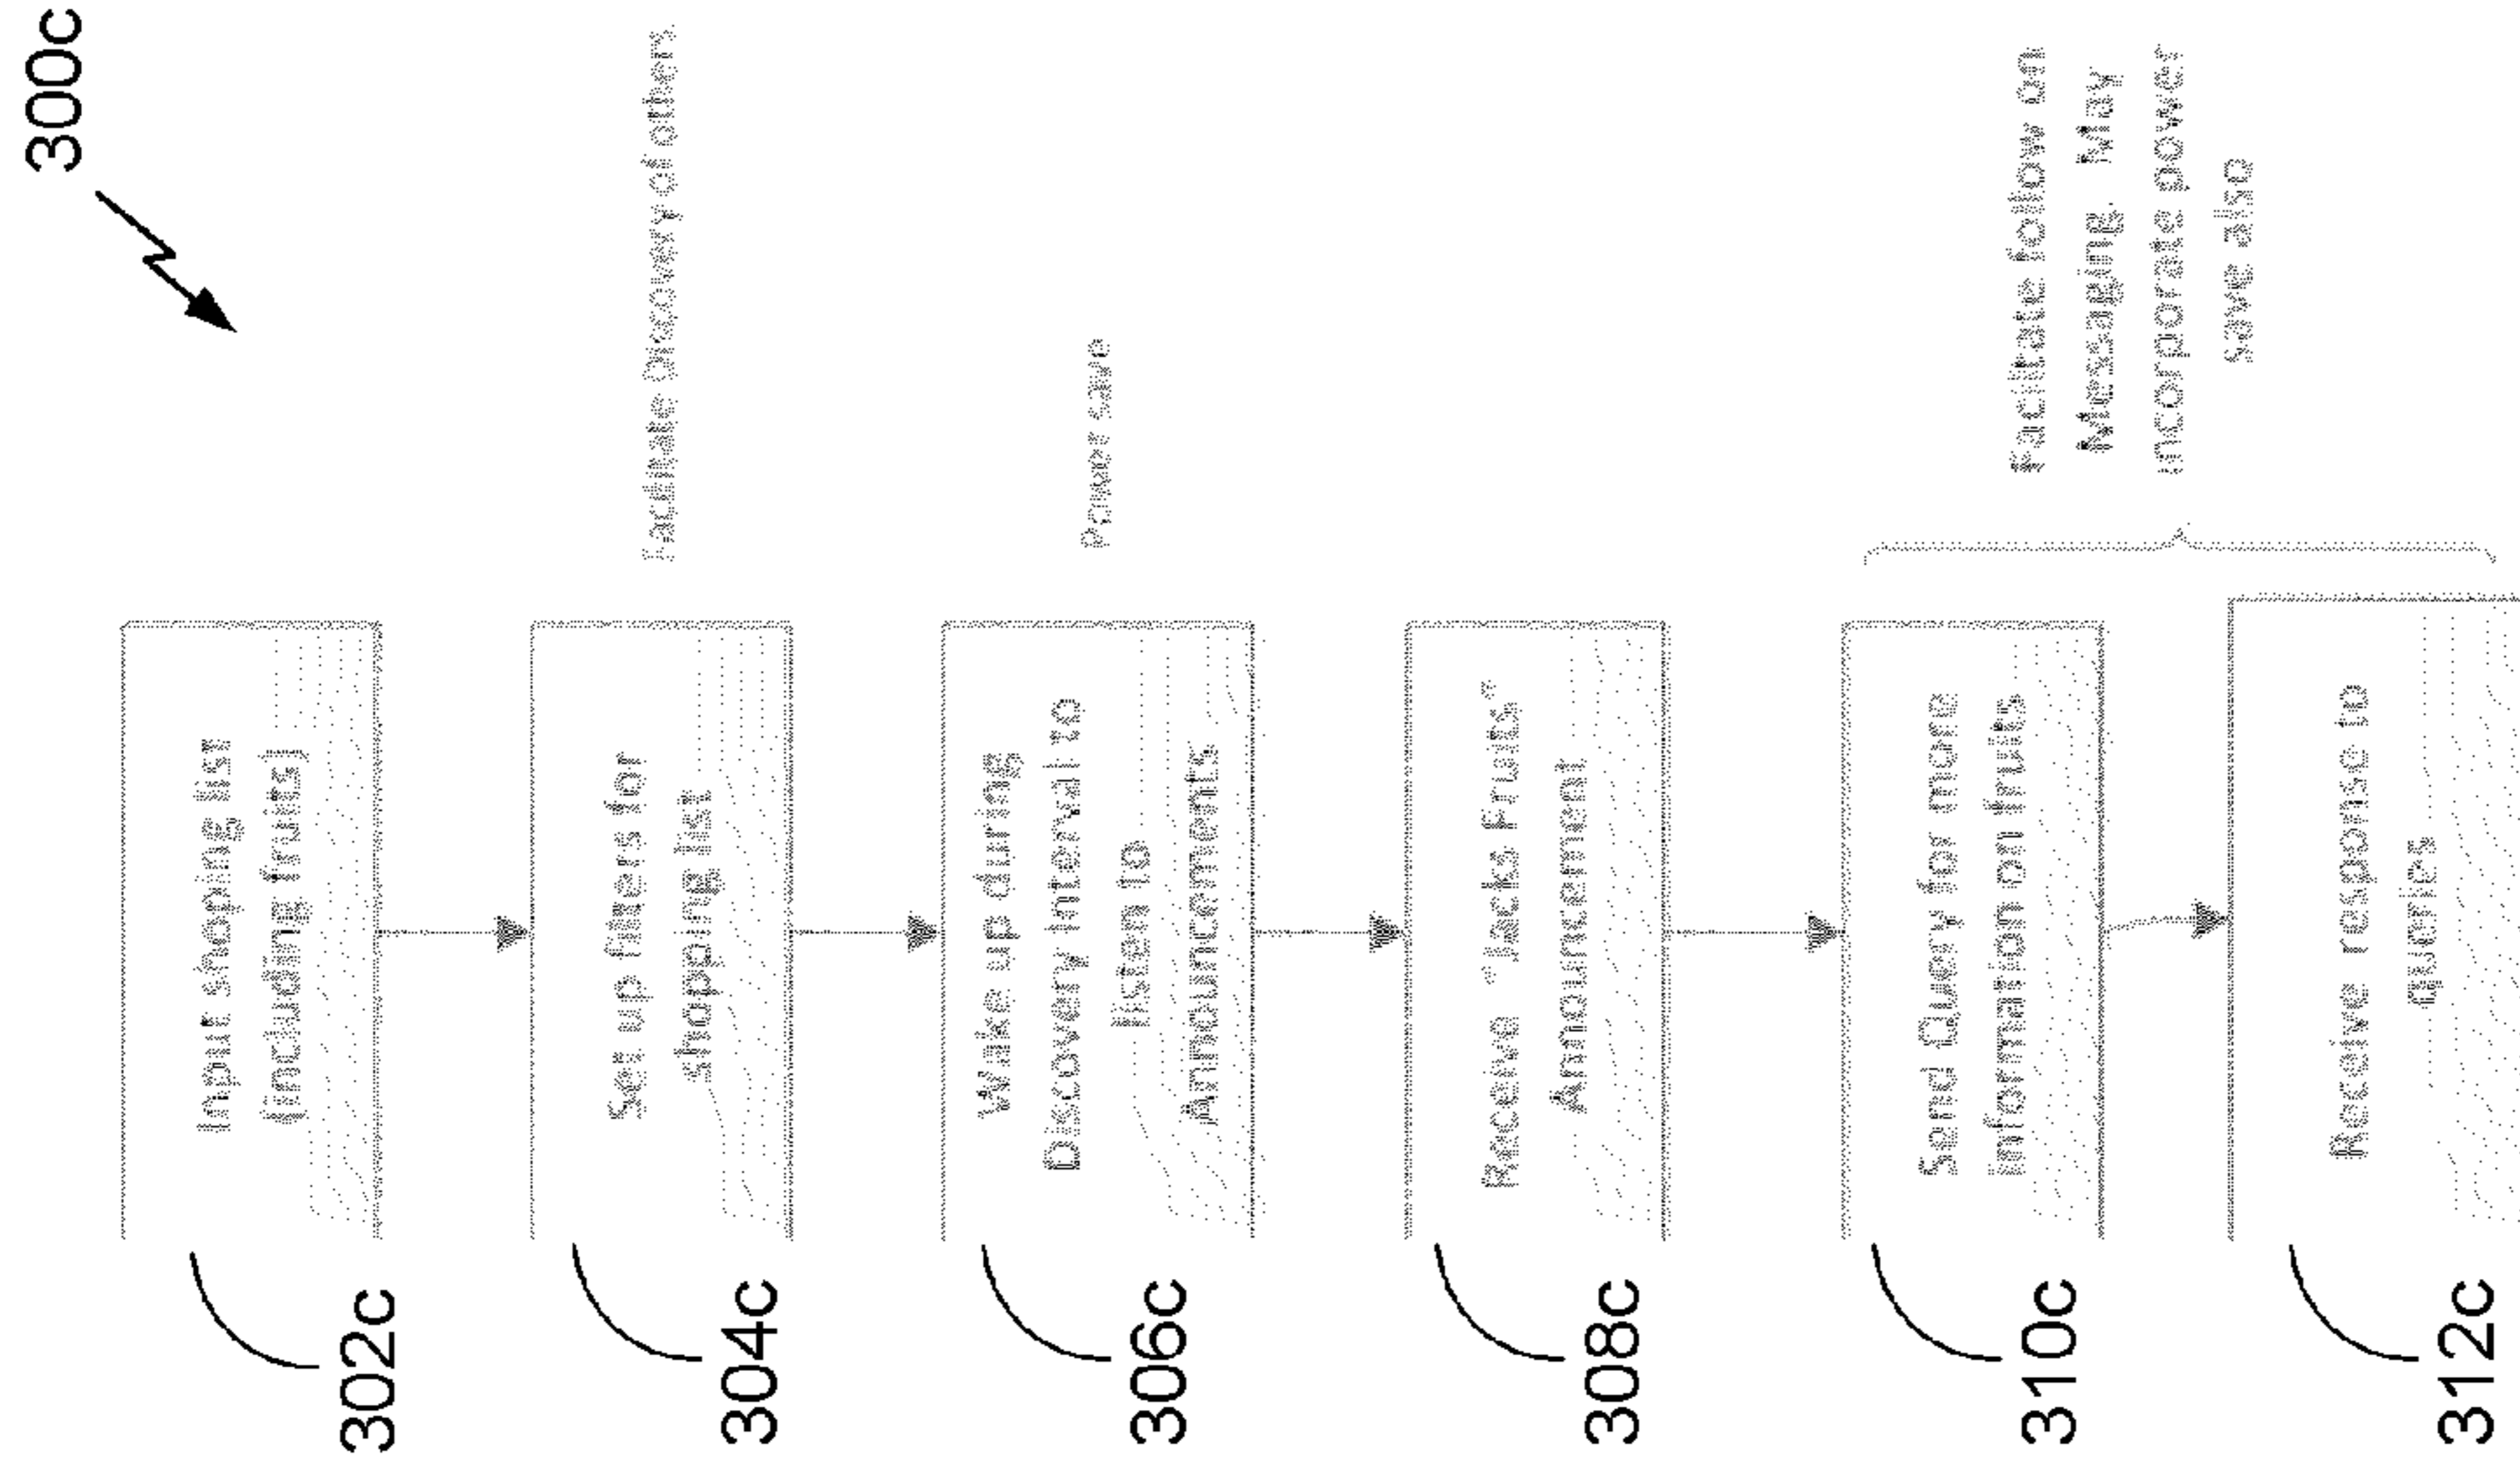 300c
302c
Input shopping list
(including fruits)
304c
Set up filters for
shopping list
Facilitate Discovery of others
306c
Wake up during
Discovery Interval to
listen to
Announcements
Power save
308c
Receive "Jacks Fruits"
Announcement
310c
Send Query for more
information on fruits
312c
Receive response to
queries
Facilitate follow on
Messaging. May
incorporate power
save also